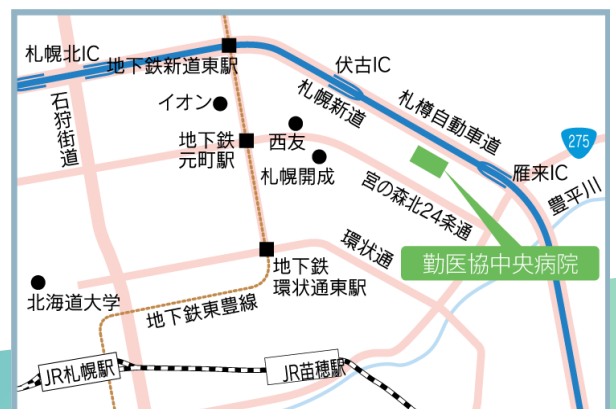 札幌北IC
地下鉄新道東駅
伏古IC
イオン
札幌新道
札樽自動車道
石狩街道
地下鉄
元町駅
西友
札幌開成
275
雁来IC
宮の森北24条通
豊平川
環状通
勤医協中央病院
地下鉄
環状通東駅
北海道大学
地下鉄東豊線
JR札幌駅
JR苗穂駅